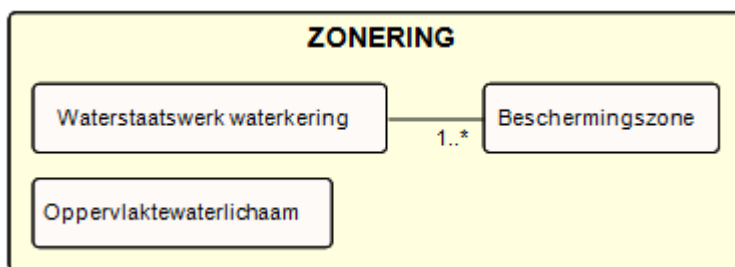 ZONERING
Waterstaatswerk waterkering
Beschermingszone
1..*
Oppervlaktewaterlichaam